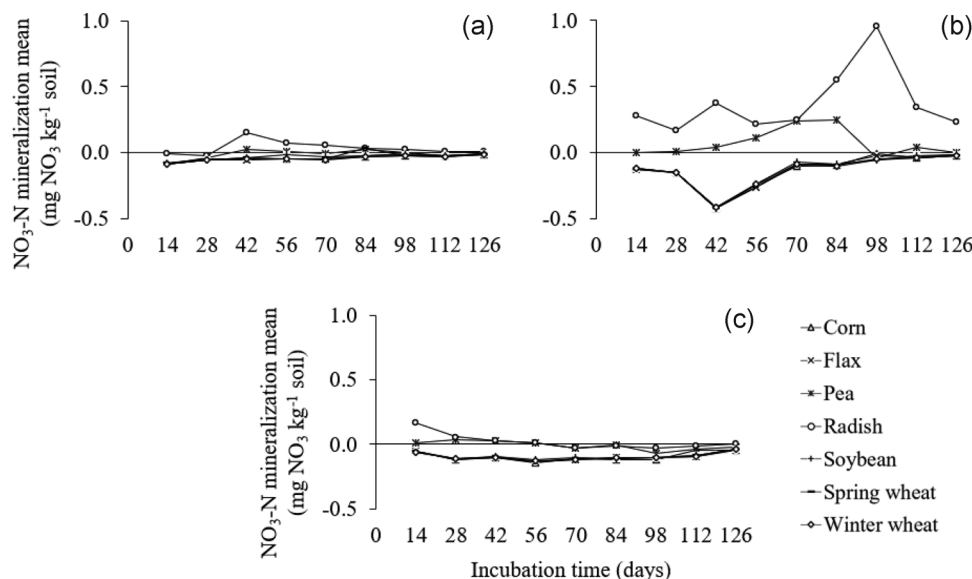 (a)
1.0
0.5
0.0
-0.5
NO₃-N mineralization mean
(mg NO₃ kg⁻¹ soil)
0 14 28 42 56 70 84 98 112 126
(b)
1.0
0.5
0.0
-0.5
0 14 28 42 56 70 84 98 112 126
(c)
1.0
0.5
0.0
-0.5
NO₃-N mineralization mean
(mg NO₃ kg⁻¹ soil)
0 14 28 42 56 70 84 98 112 126
Incubation time (days)
Corn
Flax
Pea
Radish
Soybean
Spring wheat
Winter wheat